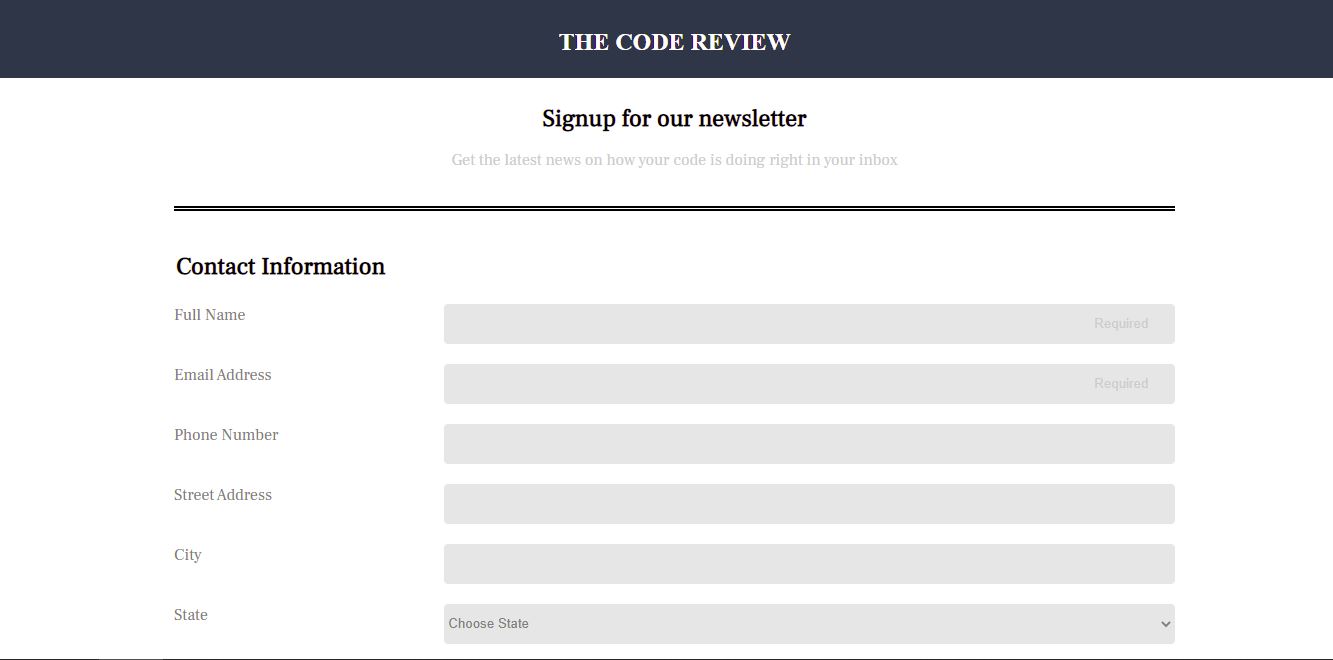 THE CODE REVIEW
Signup for our newsletter
Get the latest news on how your code is doing right in your inbox
Contact Information
Full Name
Required
Email Address
Required
Phone Number
Street Address
City
State
Choose State